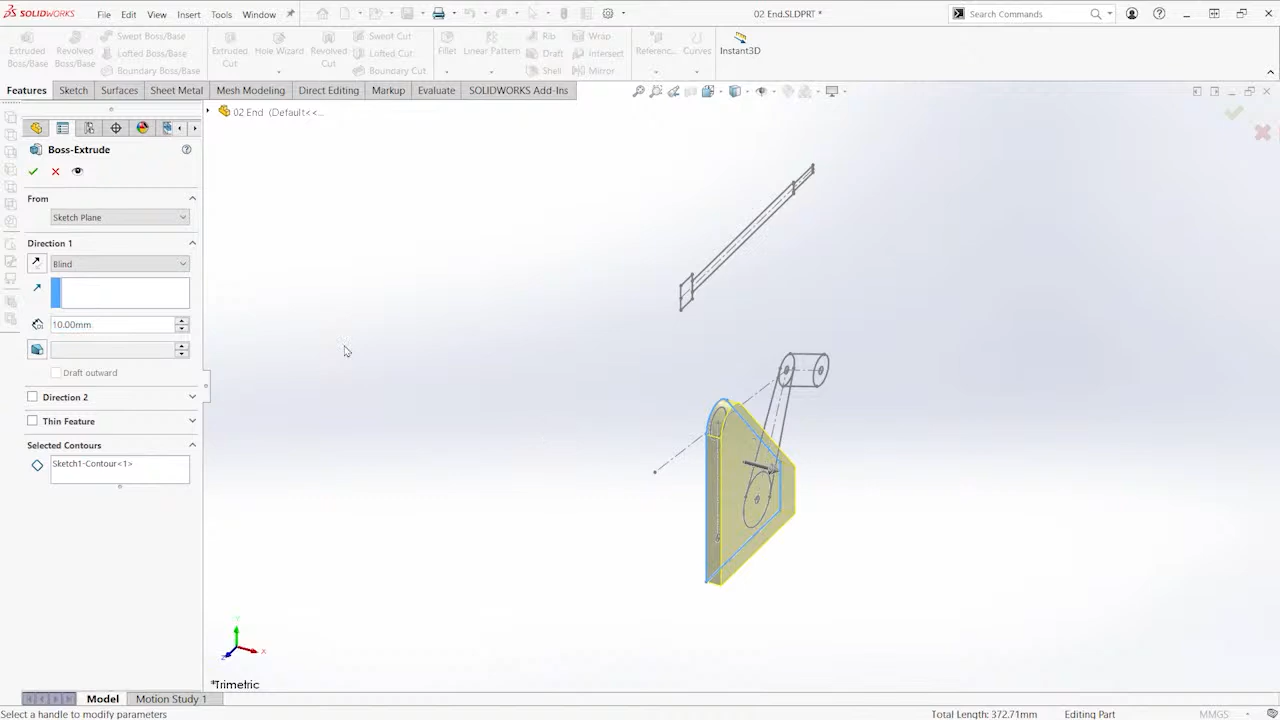 SOLIDWORKS File Edit View Insert Tools Window 02 End.SLDPRT * Search Commands
Extruded Boss/Base Revolved Boss/Base Swept Boss/Base Lofted Boss/Base Boundary Boss/Base Extruded Cut Hole Wizard Revolved Cut Swept Cut Lofted Cut Boundary Cut Fillet Linear Pattern Rib Draft Shell Wrap Intersect Mirror Referenc... Curves Instant3D
Features Sketch Surfaces Sheet Metal Mesh Modeling Direct Editing Markup Evaluate SOLIDWORKS Add-Ins
02 End (Default<<...
Boss-Extrude
From
Sketch Plane
Direction 1
Blind
10.00mm
Draft outward
Direction 2
Thin Feature
Selected Contours
Sketch1-Contour<1>
Y
X
Z
*Trimetric
Model Motion Study 1
Select a handle to modify parameters Total Length: 372.71mm Editing Part MMGS